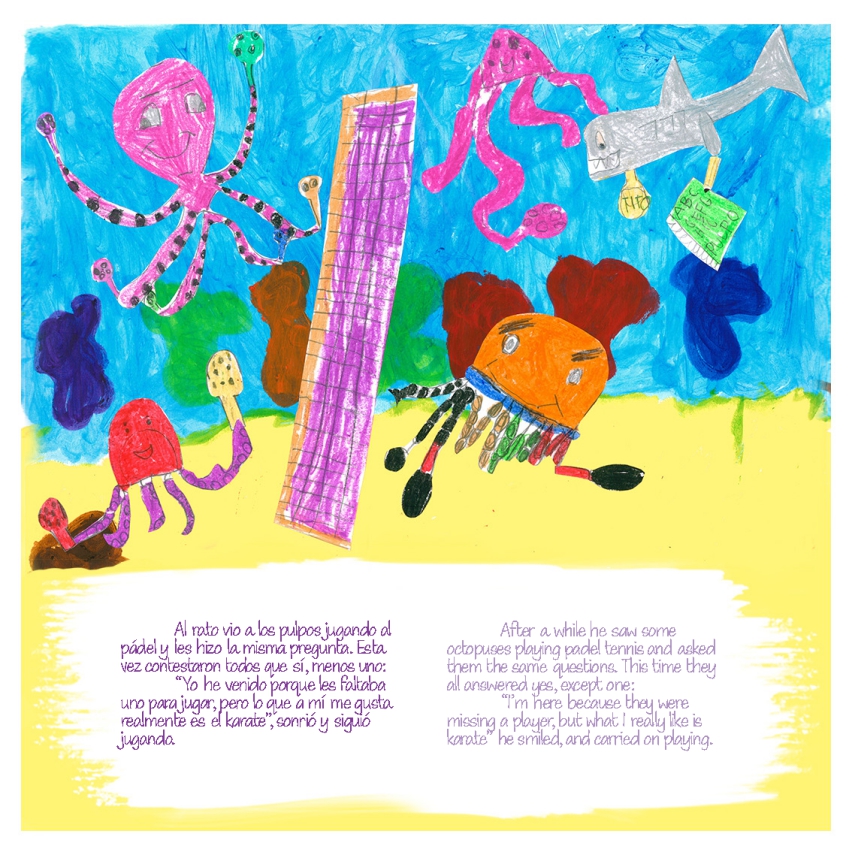 TITO
ABC
Al rato vio a los pulpos jugando al
pádel y les hizo la misma pregunta. Esta
vez contestaron todos que sí, menos uno:
"Yo he venido porque les faltaba
uno para jugar, pero lo que a mí me gusta
realmente es el karate", sonrió y siguió
jugando.
After a while he saw some
octopuses playing padel tennis and asked
them the same questions. This time they
all answered yes, except one:
"I'm here because they were
missing a player, but what I really like is
karate" he smiled, and carried on playing.